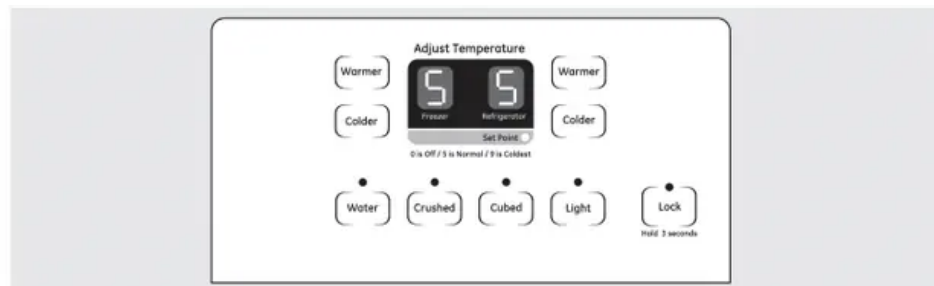 Adjust Temperature
Warmer
5 5
Warmer
Freezer Refrigerator
Colder
Colder
Set Point
0 is Off / 5 is Normal / 9 is Coldest
Water Crushed Cubed Light Lock
Hold 3 seconds